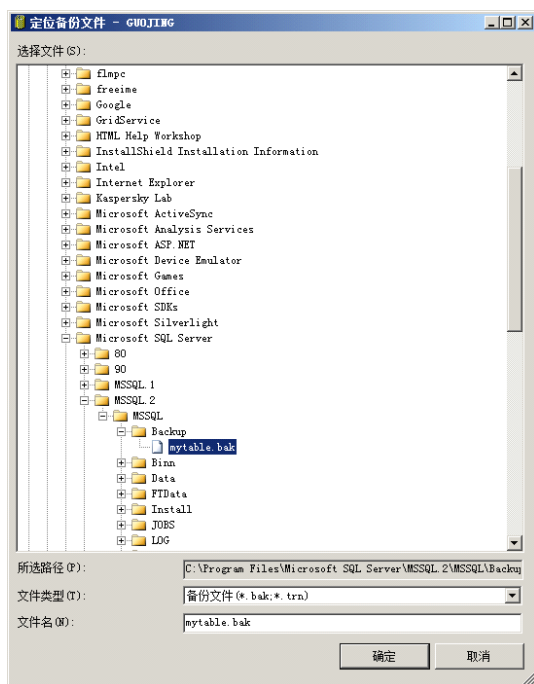 定位备份文件 - GUOJING
选择文件(S):
flmpc
freeime
Google
GridService
HTML Help Workshop
InstallShield Installation Information
Intel
Internet Explorer
Kaspersky Lab
Microsoft ActiveSync
Microsoft Analysis Services
Microsoft ASP.NET
Microsoft Device Emulator
Microsoft Games
Microsoft Office
Microsoft SDKs
Microsoft Silverlight
Microsoft SQL Server
80
90
MSSQL.1
MSSQL.2
MSSQL
Backup
mytable.bak
Binn
Data
FTData
Install
JOBS
LOG
所选路径(P): C:\Program Files\Microsoft SQL Server\MSSQL.2\MSSQL\Backup
文件类型(T): 备份文件(*.bak;*.trn)
文件名(N): mytable.bak
确定 取消